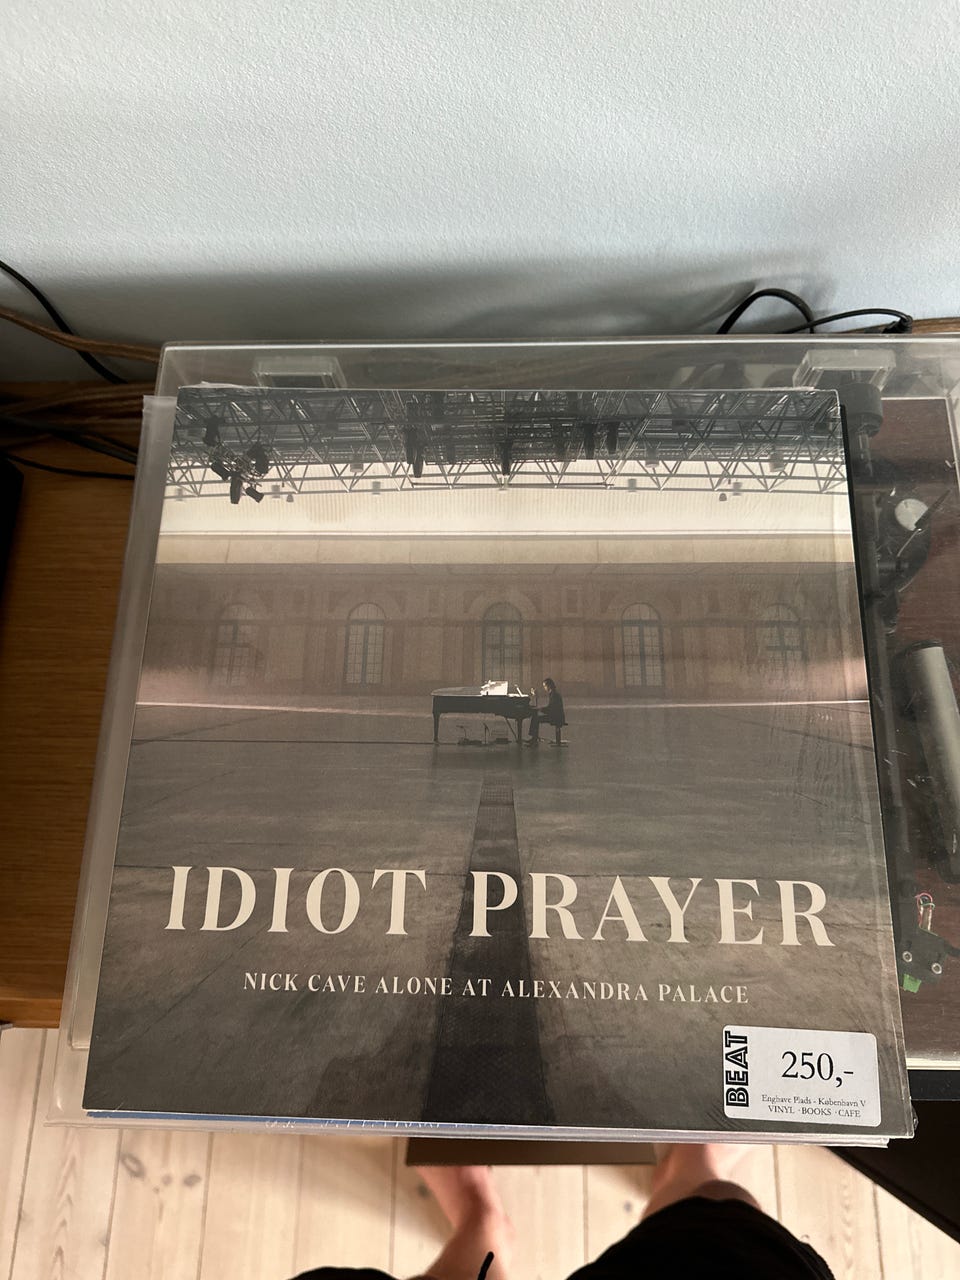 IDIOT PRAYER
NICK CAVE ALONE AT ALEXANDRA PALACE
BEAT
250,-
Enghave Plads - København V
VINYL · BOOKS · CAFE